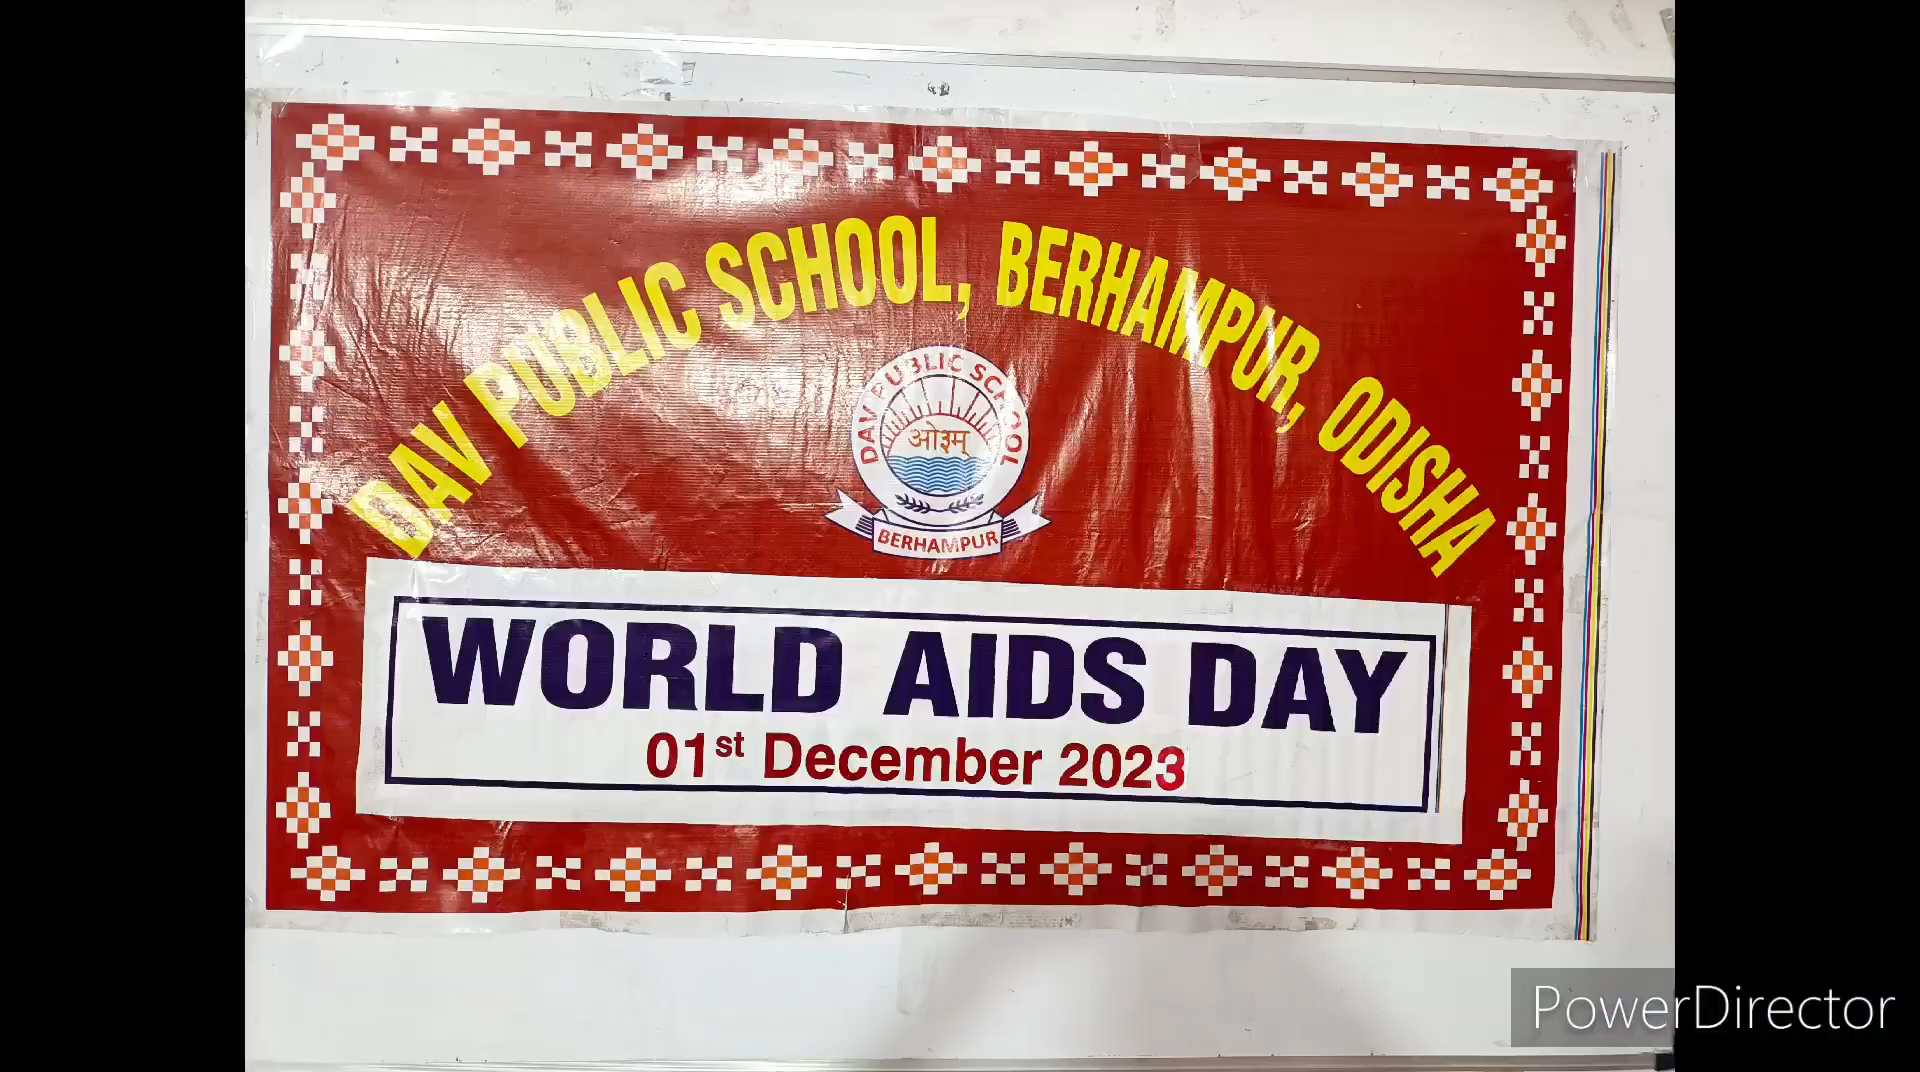 DAV PUBLIC SCHOOL, BERHAMPUR, ODISHA
DAV PUBLIC SCHOOL
ओ३म्
BERHAMPUR
WORLD AIDS DAY
01st December 2023
PowerDirector